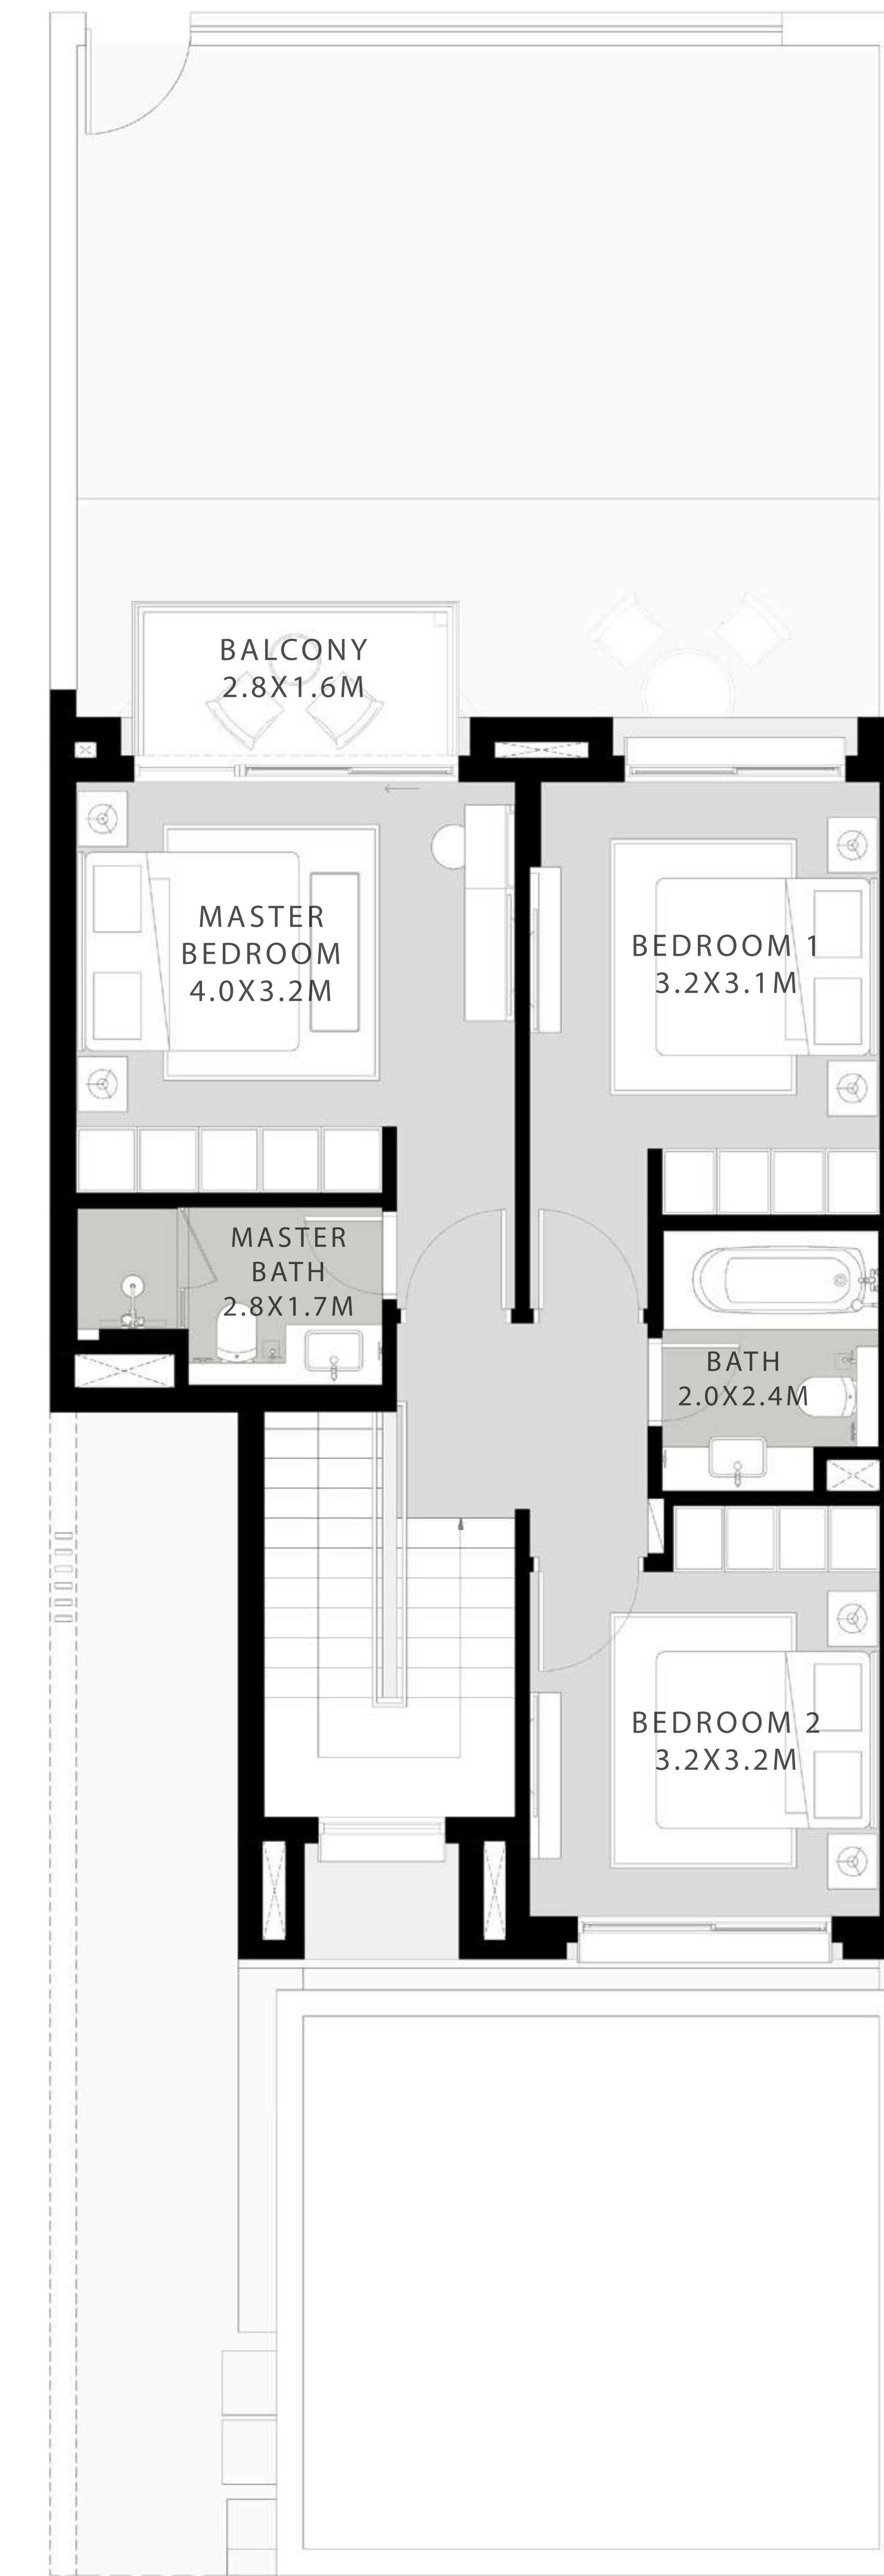 BALCONY
2.8X1.6M
MASTER
BEDROOM
4.0X3.2M
BEDROOM 1
3.2X3.1M
MASTER
BATH
2.8X1.7M
BATH
2.0X2.4M
BEDROOM 2
3.2X3.2M